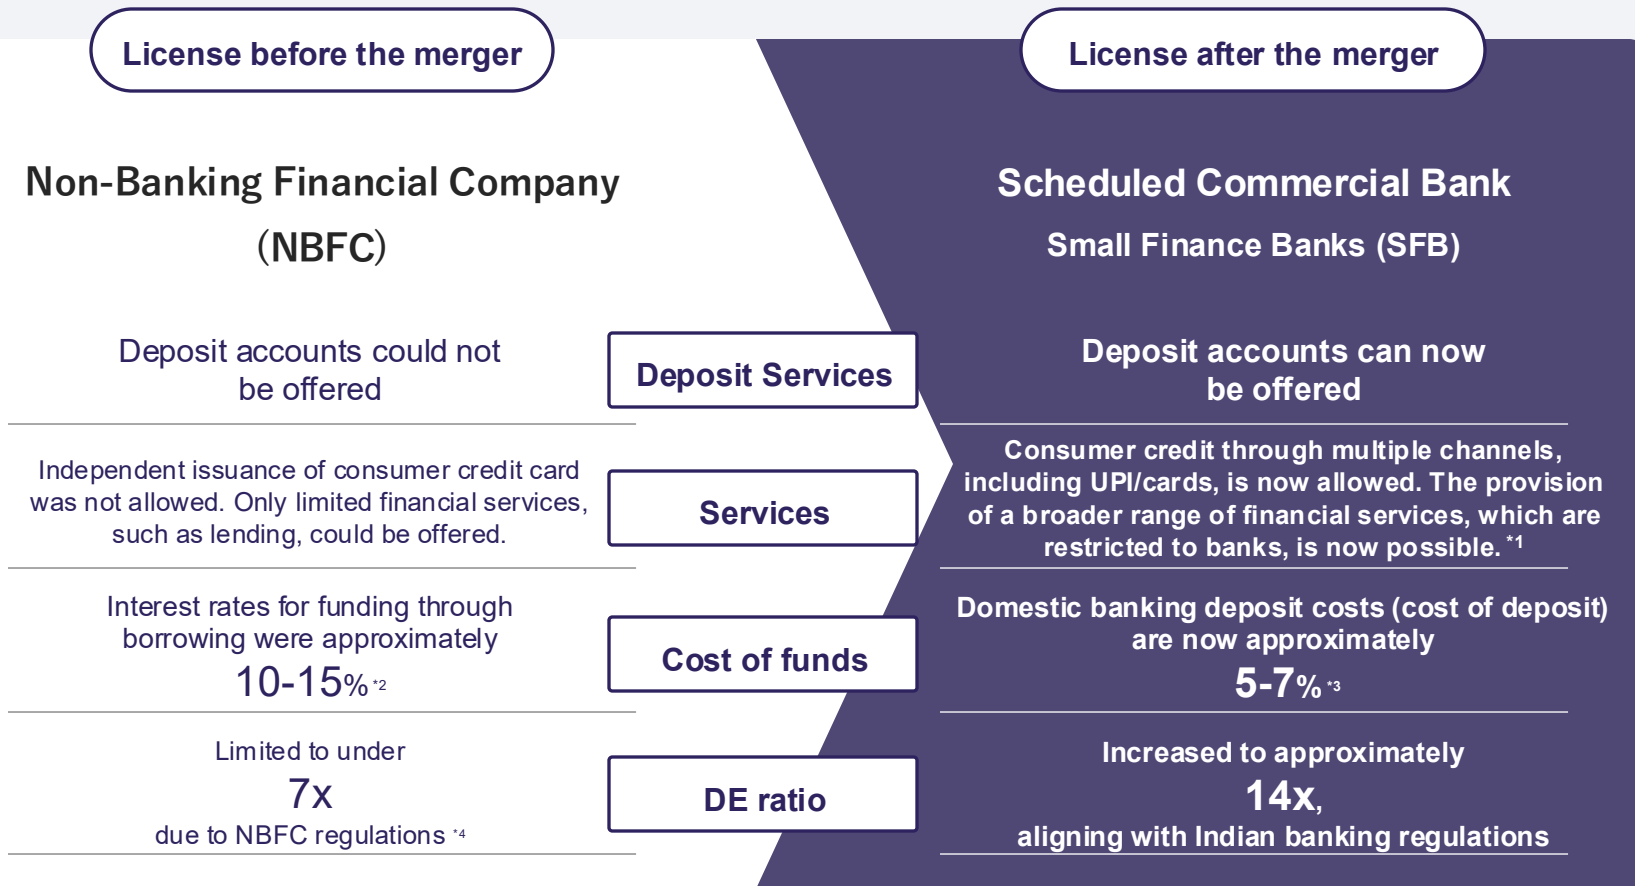 License before the merger
License after the merger
Non-Banking Financial Company
(NBFC)
Scheduled Commercial Bank
Small Finance Banks (SFB)
Deposit accounts could not
be offered
Deposit Services
Deposit accounts can now
be offered
Independent issuance of consumer credit card
was not allowed. Only limited financial services,
such as lending, could be offered.
Services
Consumer credit through multiple channels,
including UPI/cards, is now allowed. The provision
of a broader range of financial services, which are
restricted to banks, is now possible. *1
Interest rates for funding through
borrowing were approximately
10-15% *2
Cost of funds
Domestic banking deposit costs (cost of deposit)
are now approximately
5-7% *3
Limited to under
7x
due to NBFC regulations *4
DE ratio
Increased to approximately
14x,
aligning with Indian banking regulations